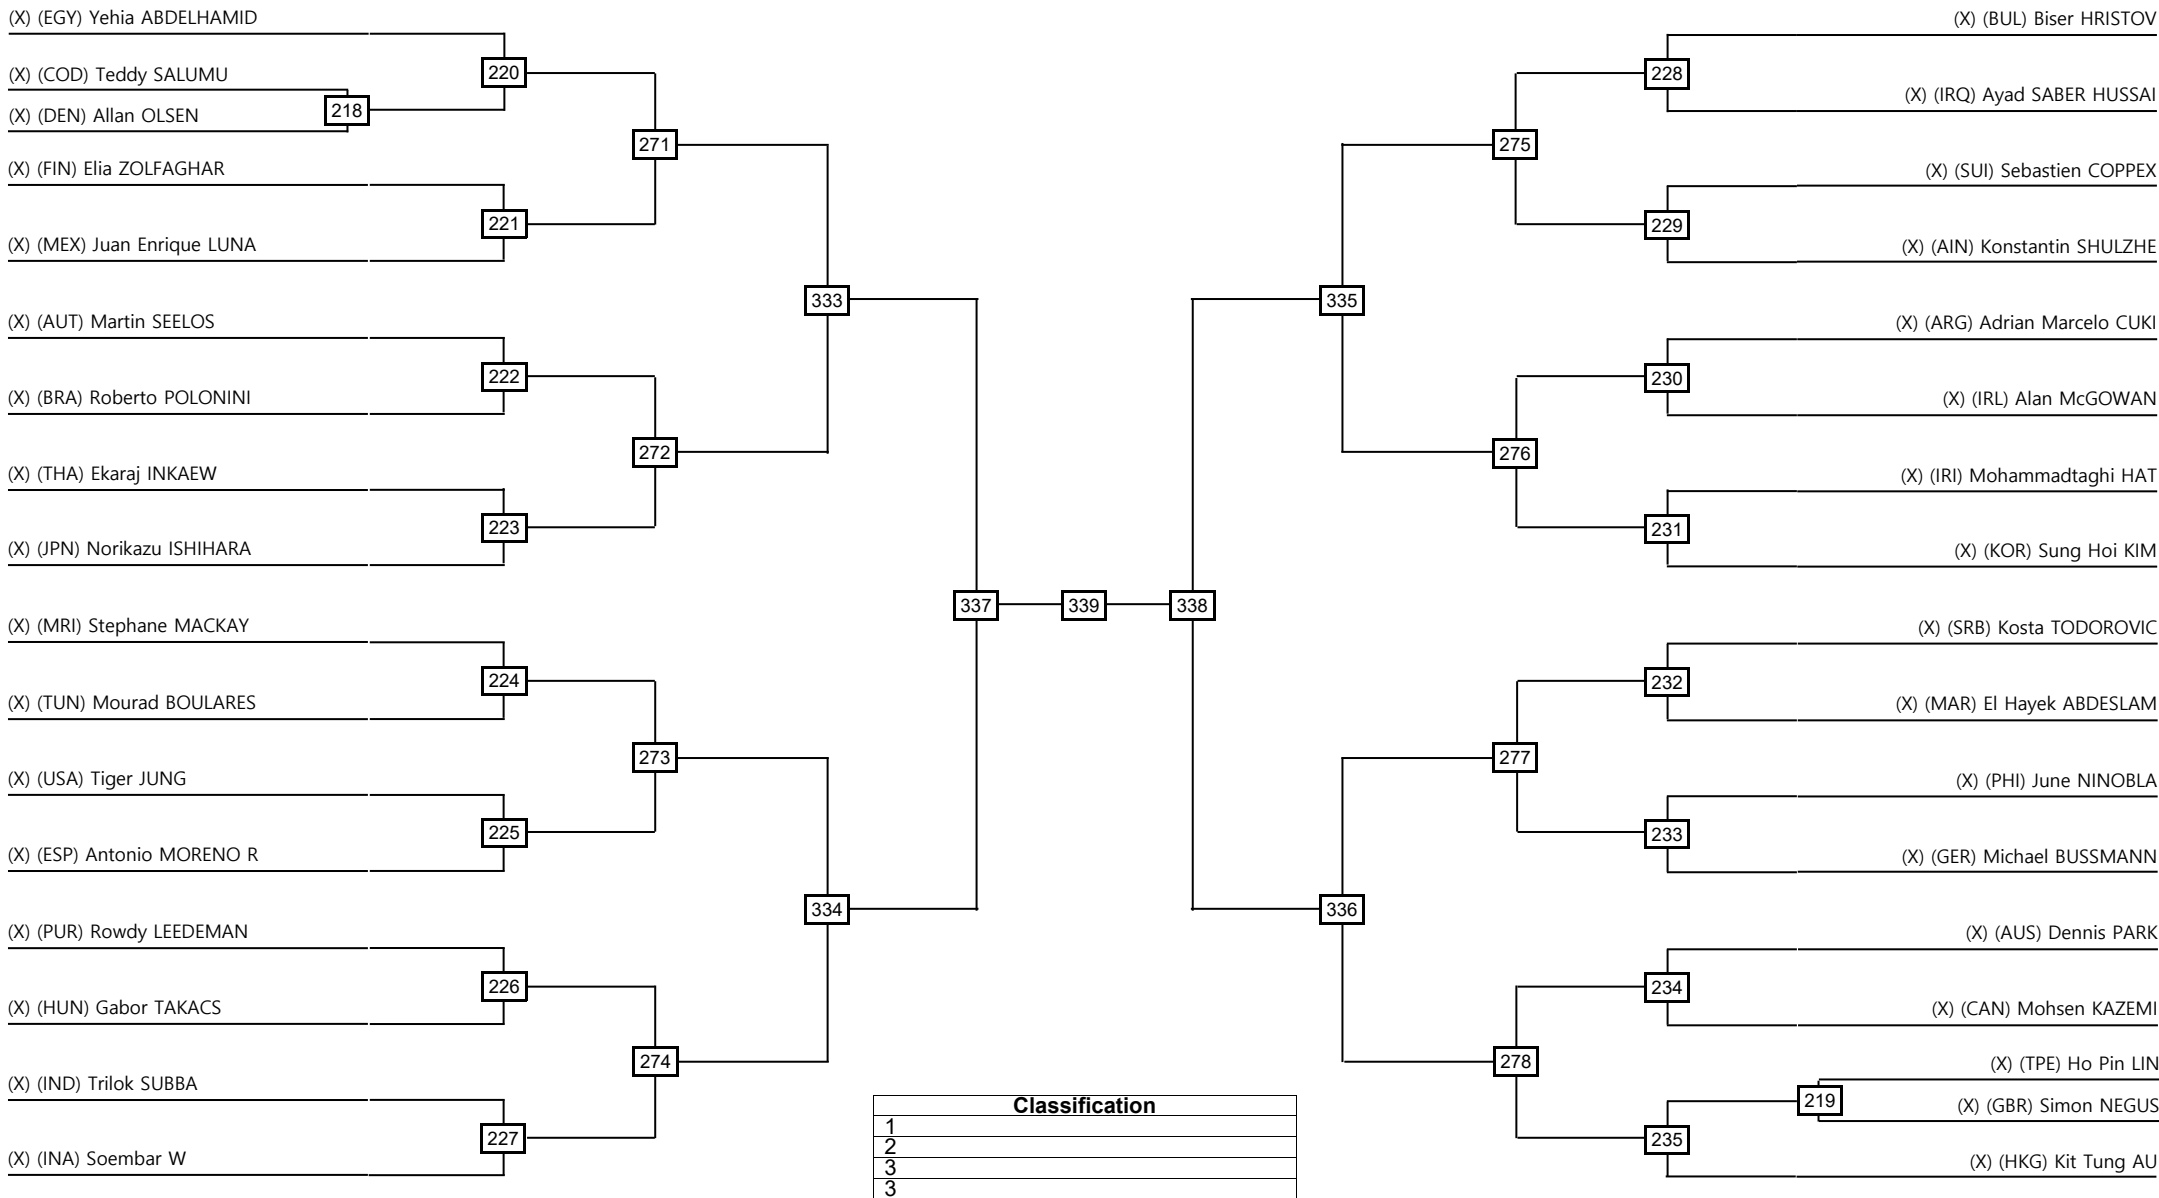 (X) (EGY) Yehia ABDELHAMID
(X) (COD) Teddy SALUMU
(X) (DEN) Allan OLSEN
(X) (FIN) Elia ZOLFAGHAR
(X) (MEX) Juan Enrique LUNA
(X) (AUT) Martin SEELOS
(X) (BRA) Roberto POLONINI
(X) (THA) Ekaraj INKAEW
(X) (JPN) Norikazu ISHIHARA
(X) (MRI) Stephane MACKAY
(X) (TUN) Mourad BOULARES
(X) (USA) Tiger JUNG
(X) (ESP) Antonio MORENO R
(X) (PUR) Rowdy LEEDEMAN
(X) (HUN) Gabor TAKACS
(X) (IND) Trilok SUBBA
(X) (INA) Soembar W
218
220
221
222
223
224
225
226
227
271
272
273
274
333
334
337
339
338
335
336
275
276
277
278
228
229
230
231
232
233
234
235
219
(X) (BUL) Biser HRISTOV
(X) (IRQ) Ayad SABER HUSSAI
(X) (SUI) Sebastien COPPEX
(X) (AIN) Konstantin SHULZHE
(X) (ARG) Adrian Marcelo CUKI
(X) (IRL) Alan McGOWAN
(X) (IRI) Mohammadtaghi HAT
(X) (KOR) Sung Hoi KIM
(X) (SRB) Kosta TODOROVIC
(X) (MAR) El Hayek ABDESLAM
(X) (PHI) June NINOBLA
(X) (GER) Michael BUSSMANN
(X) (AUS) Dennis PARK
(X) (CAN) Mohsen KAZEMI
(X) (TPE) Ho Pin LIN
(X) (GBR) Simon NEGUS
(X) (HKG) Kit Tung AU
Classification
1
2
3
3